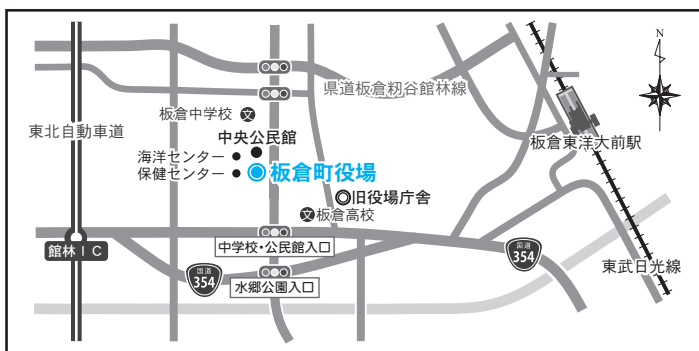 N
県道板倉籾谷館林線
板倉中学校 文
東北自動車道
中央公民館
板倉東洋大前駅
海洋センター
保健センター
板倉町役場
旧役場庁舎
文 板倉高校
中学校・公民館入口
館林IC
国道
354
国道
354
水郷公園入口
東武日光線